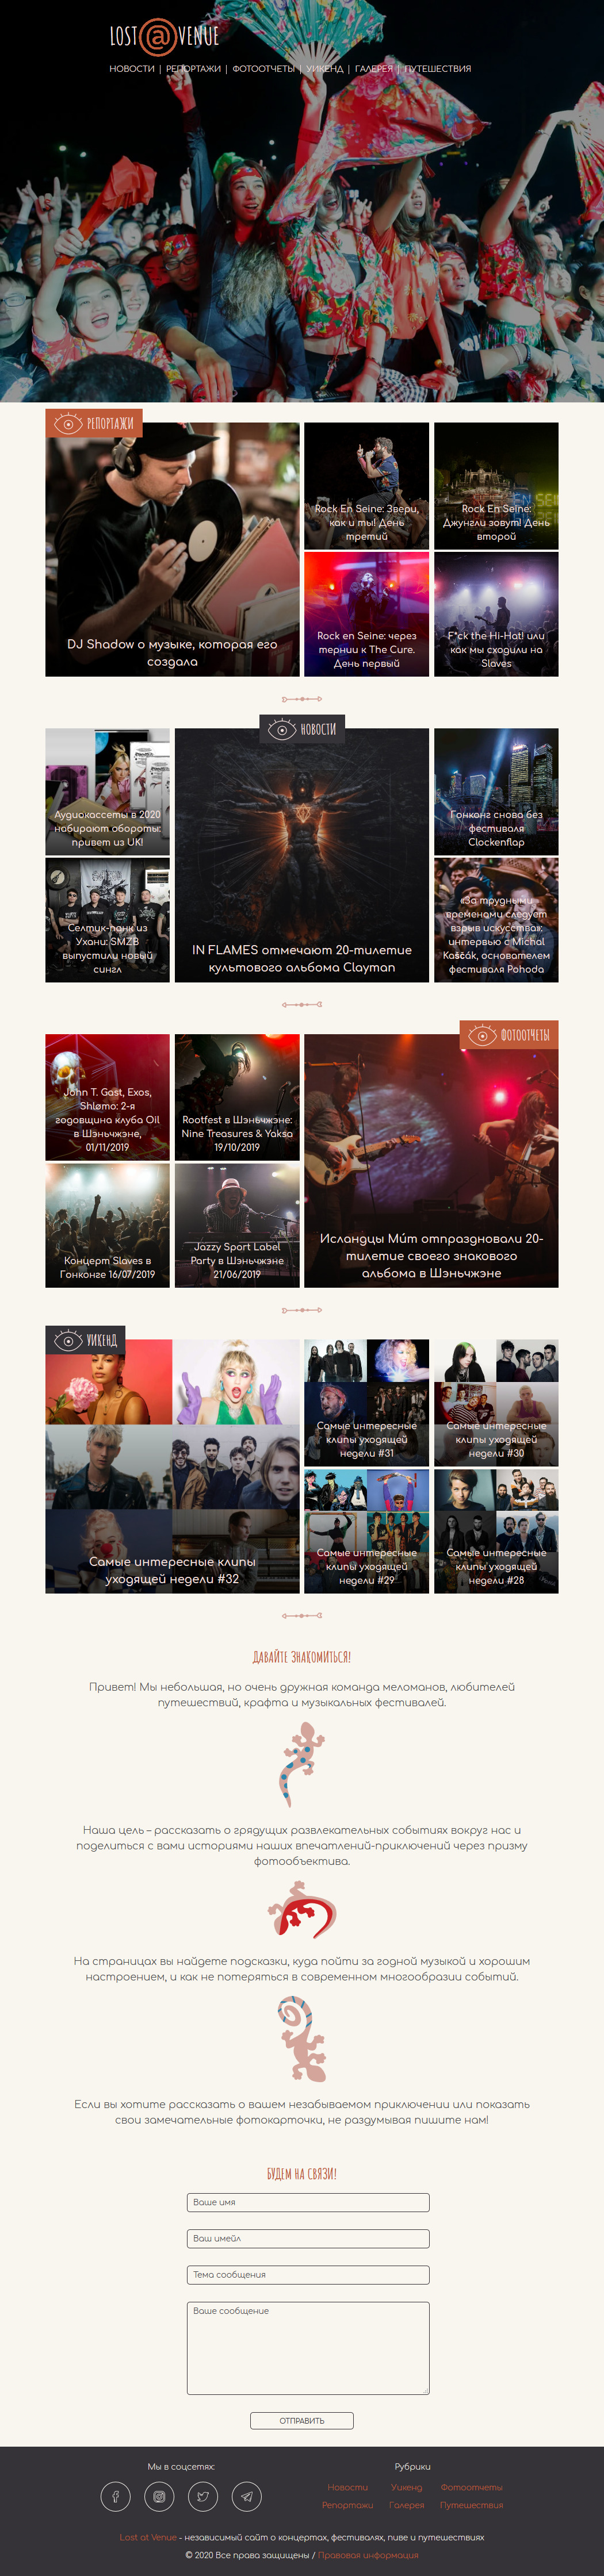 LOST@VENUE
НОВОСТИ | РЕПОРТАЖИ | ФОТООТЧЕТЫ | УИКЕНД | ГАЛЕРЕЯ | ПУТЕШЕСТВИЯ
РЕПОРТАЖИ
DJ Shadow о музыке, которая его
создала
Rock En Seine: Звери,
как и ты! День
третий
Rock En Seine:
Джунгли зовут! День
второй
Rock en Seine: через
тернии к The Cure.
День первый
F*ck the Hi-Hat! или
как мы сходили на
Slaves
НОВОСТИ
Аудиокассеты в 2020
набирают обороты:
привет из UK!
Селтик-панк из
Ухани: SMZB
выпустили новый
сингл
IN FLAMES отмечают 20-тилетие
культового альбома Clayman
Гонконг снова без
фестиваля
Clockenflap
«За трудными
временами следует
взрыв искусства»:
интервью с Michal
Kaščák, основателем
фестиваля Pohoda
ФОТООТЧЕТЫ
John T. Gast, Exos,
Shlømo: 2-я
годовщина клуба Oil
в Шэньчжэне,
01/11/2019
Rootfest в Шэньчжэне:
Nine Treasures & Yaksa
19/10/2019
Концерт Slaves в
Гонконге 16/07/2019
Jazzy Sport Label
Party в Шэньчжэне
21/06/2019
Исландцы Múm отпраздновали 20-
тилетие своего знакового
альбома в Шэньчжэне
УИКЕНД
Самые интересные клипы
уходящей недели #32
Самые интересные
клипы уходящей
недели #31
Самые интересные
клипы уходящей
недели #30
Самые интересные
клипы уходящей
недели #29
Самые интересные
клипы уходящей
недели #28
ДАВАЙТЕ ЗНАКОМИТЬСЯ!
Привет! Мы небольшая, но очень дружная команда меломанов, любителей
путешествий, крафта и музыкальных фестивалей.
Наша цель – рассказать о грядущих развлекательных событиях вокруг нас и
поделиться с вами историями наших впечатлений-приключений через призму
фотообъектива.
На страницах вы найдете подсказки, куда пойти за годной музыкой и хорошим
настроением, и как не потеряться в современном многообразии событий.
Если вы хотите рассказать о вашем незабываемом приключении или показать
свои замечательные фотокарточки, не раздумывая пишите нам!
БУДЕМ НА СВЯЗИ!
Ваше имя
Ваш имейл
Тема сообщения
Ваше сообщение
ОТПРАВИТЬ
Мы в соцсетях:
Рубрики
Новости Уикенд Фотоотчеты
Репортажи Галерея Путешествия
Lost at Venue - независимый сайт о концертах, фестивалях, пиве и путешествиях
© 2020 Все права защищены / Правовая информация